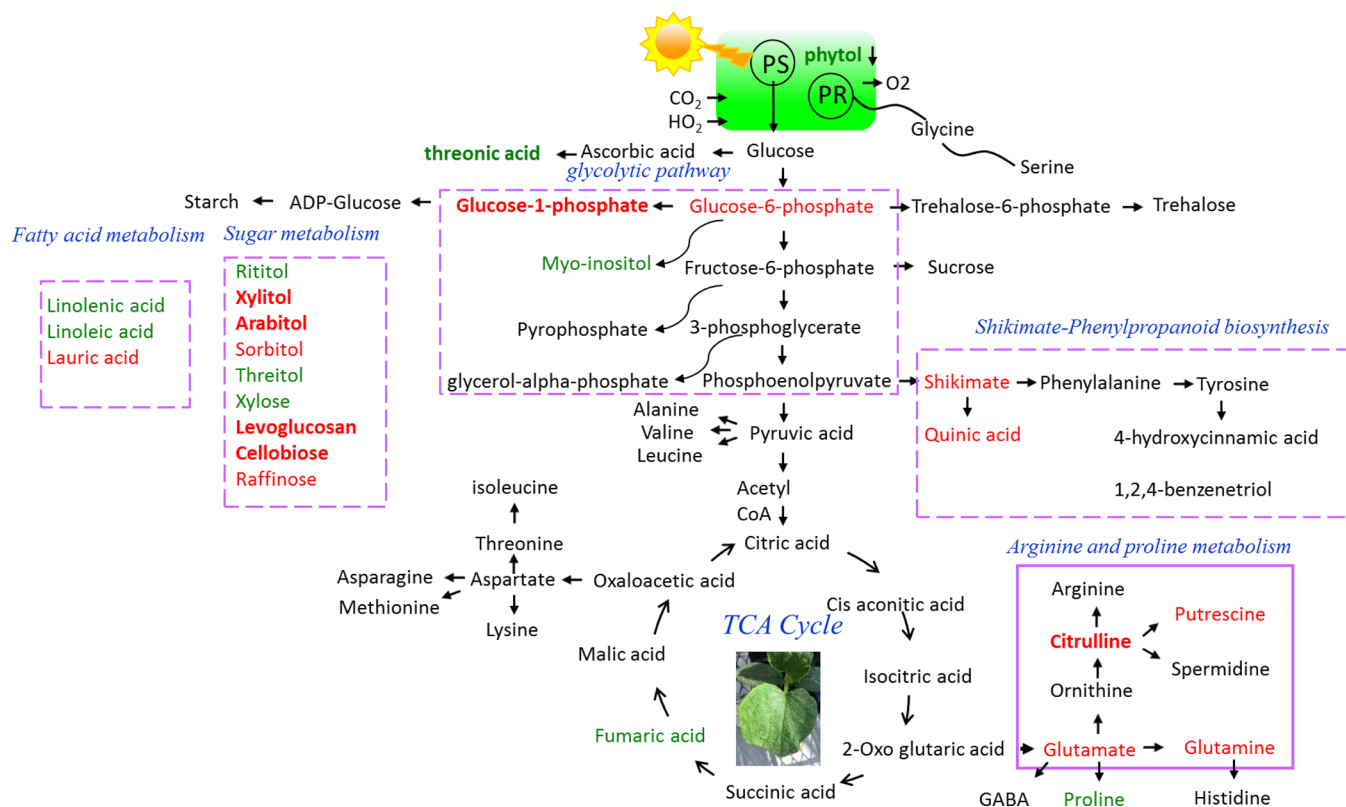 PS
phytol
PR
O2
CO2
HO2
Glycine
Serine
threonic acid
Ascorbic acid
Glucose
glycolytic pathway
Starch
ADP-Glucose
Glucose-1-phosphate
Glucose-6-phosphate
Trehalose-6-phosphate
Trehalose
Fatty acid metabolism
Sugar metabolism
Linolenic acid
Linoleic acid
Lauric acid
Rititol
Xylitol
Arabitol
Sorbitol
Threitol
Xylose
Levoglucosan
Cellobiose
Raffinose
Myo-inositol
Fructose-6-phosphate
Sucrose
Pyrophosphate
3-phosphoglycerate
glycerol-alpha-phosphate
Phosphoenolpyruvate
Shikimate-Phenylpropanoid biosynthesis
Shikimate
Phenylalanine
Tyrosine
Quinic acid
4-hydroxycinnamic acid
1,2,4-benzenetriol
Alanine
Valine
Leucine
Pyruvic acid
Acetyl
CoA
Citric acid
isoleucine
Threonine
Asparagine
Aspartate
Oxaloacetic acid
Methionine
Lysine
Cis aconitic acid
TCA Cycle
Malic acid
Isocitric acid
Fumaric acid
2-Oxo glutaric acid
Succinic acid
Arginine and proline metabolism
Arginine
Citrulline
Putrescine
Spermidine
Ornithine
Glutamate
Glutamine
GABA
Proline
Histidine